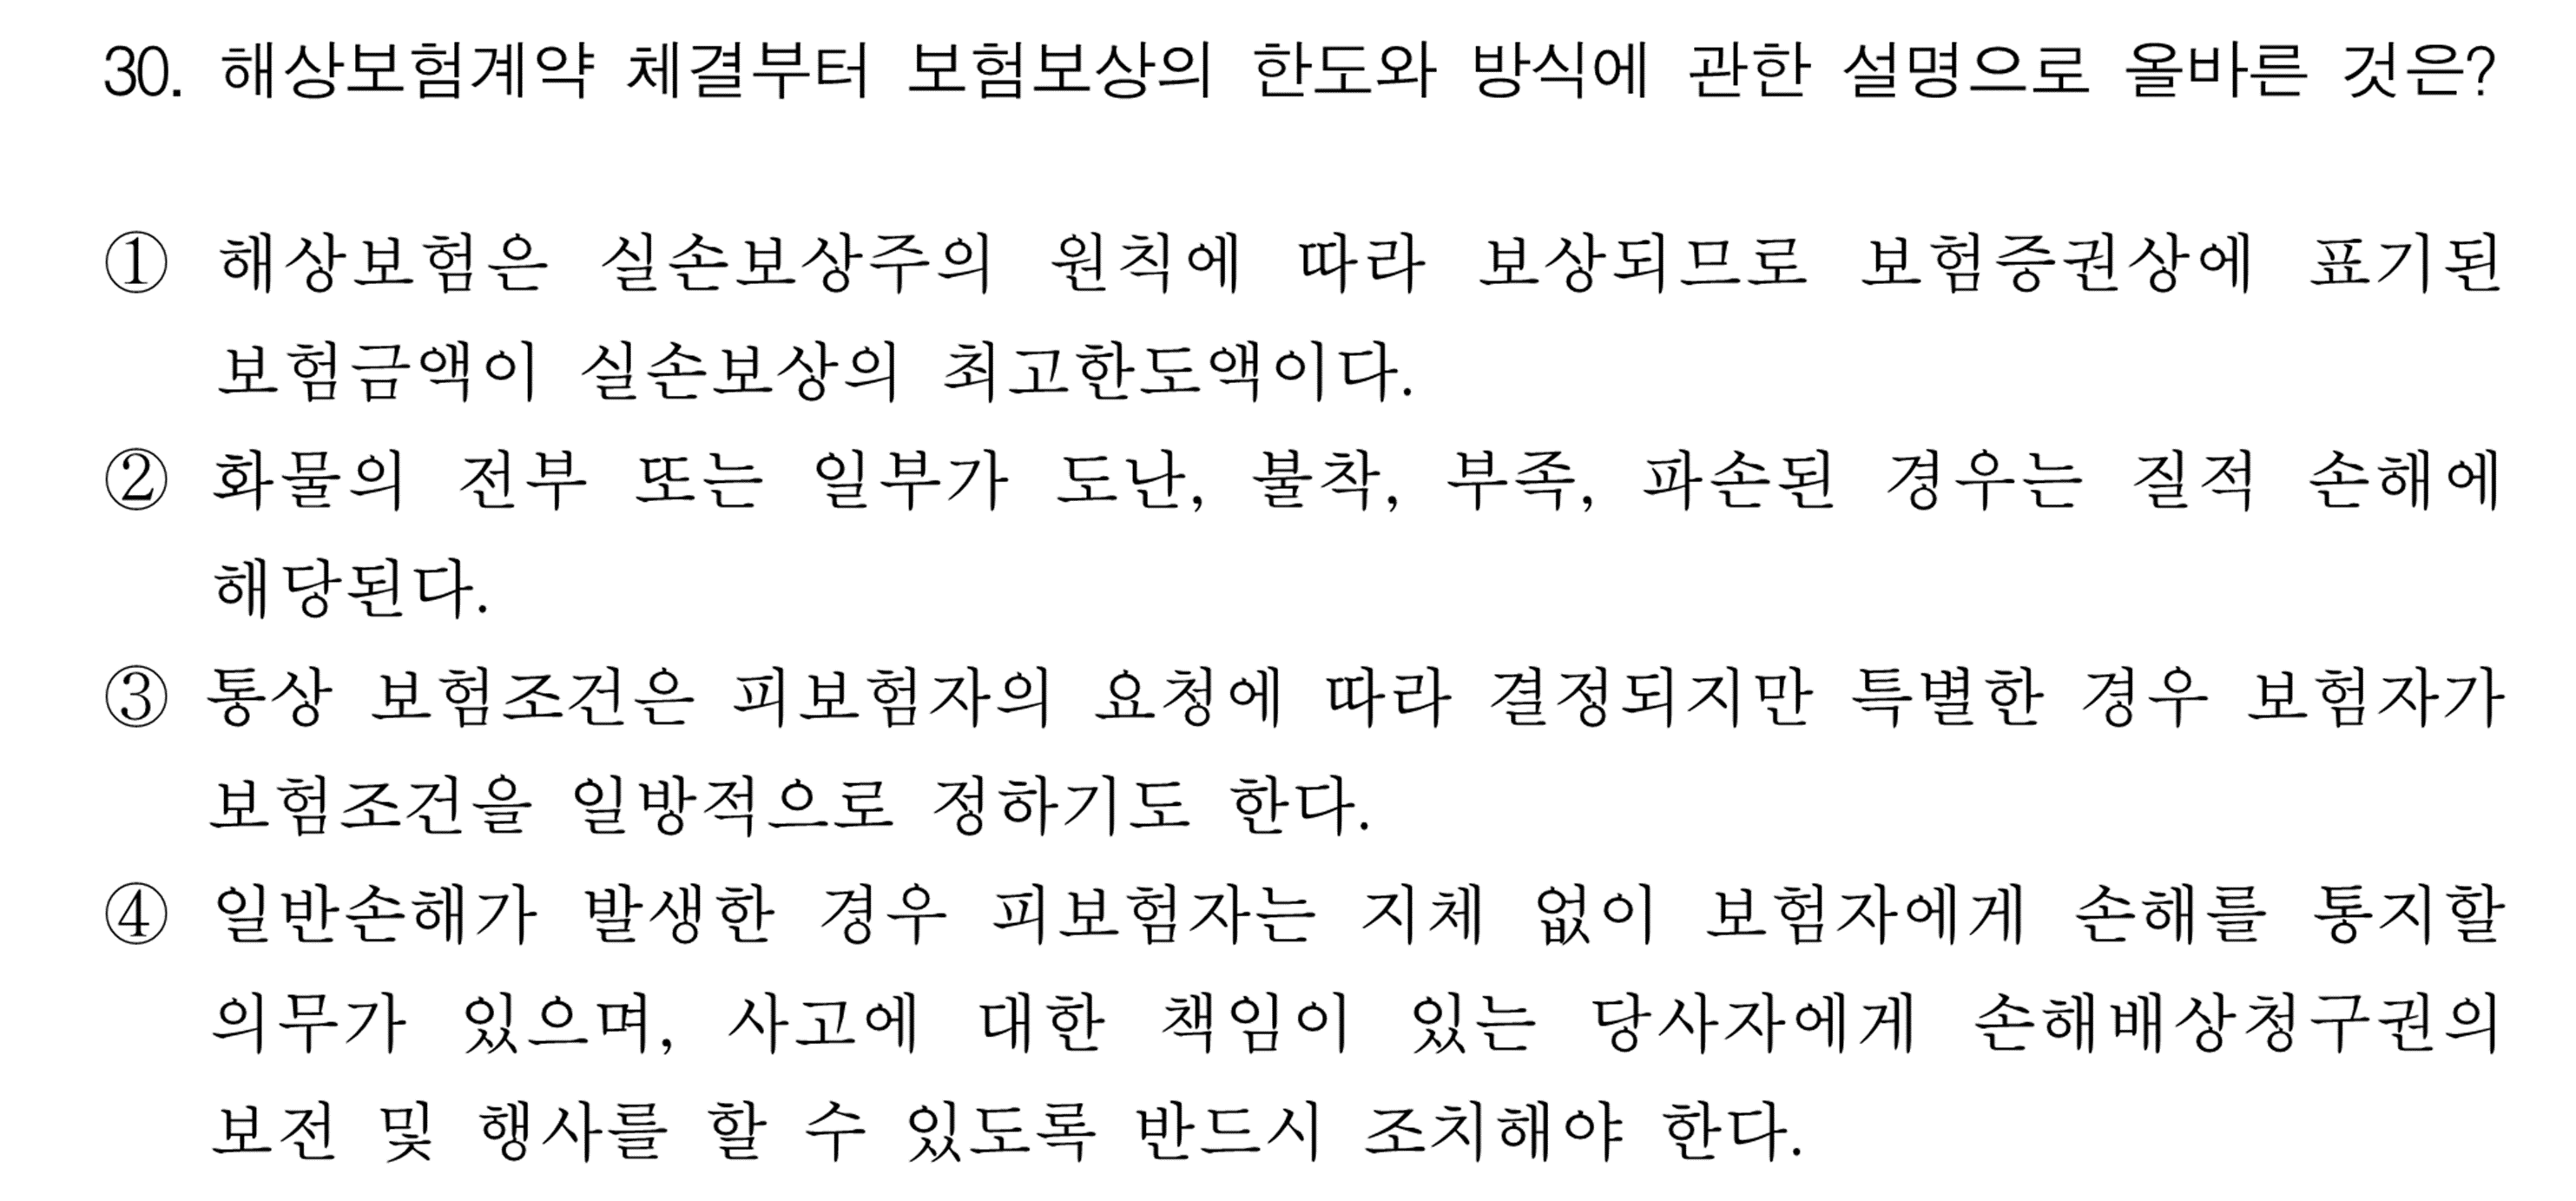 30. 해상보험계약 체결부터 보험보상의 한도와 방식에 관한 설명으로 올바른 것은?
① 해상보험은 실손보상주의 원칙에 따라 보상되므로 보험증권상에 표기된
보험금액이 실손보상의 최고한도액이다.
② 화물의 전부 또는 일부가 도난, 불착, 부족, 파손된 경우는 질적 손해에
해당된다.
③ 통상 보험조건은 피보험자의 요청에 따라 결정되지만 특별한 경우 보험자가
보험조건을 일방적으로 정하기도 한다.
④ 일반손해가 발생한 경우 피보험자는 지체 없이 보험자에게 손해를 통지할
의무가 있으며, 사고에 대한 책임이 있는 당사자에게 손해배상청구권의
보전 및 행사를 할 수 있도록 반드시 조치해야 한다.